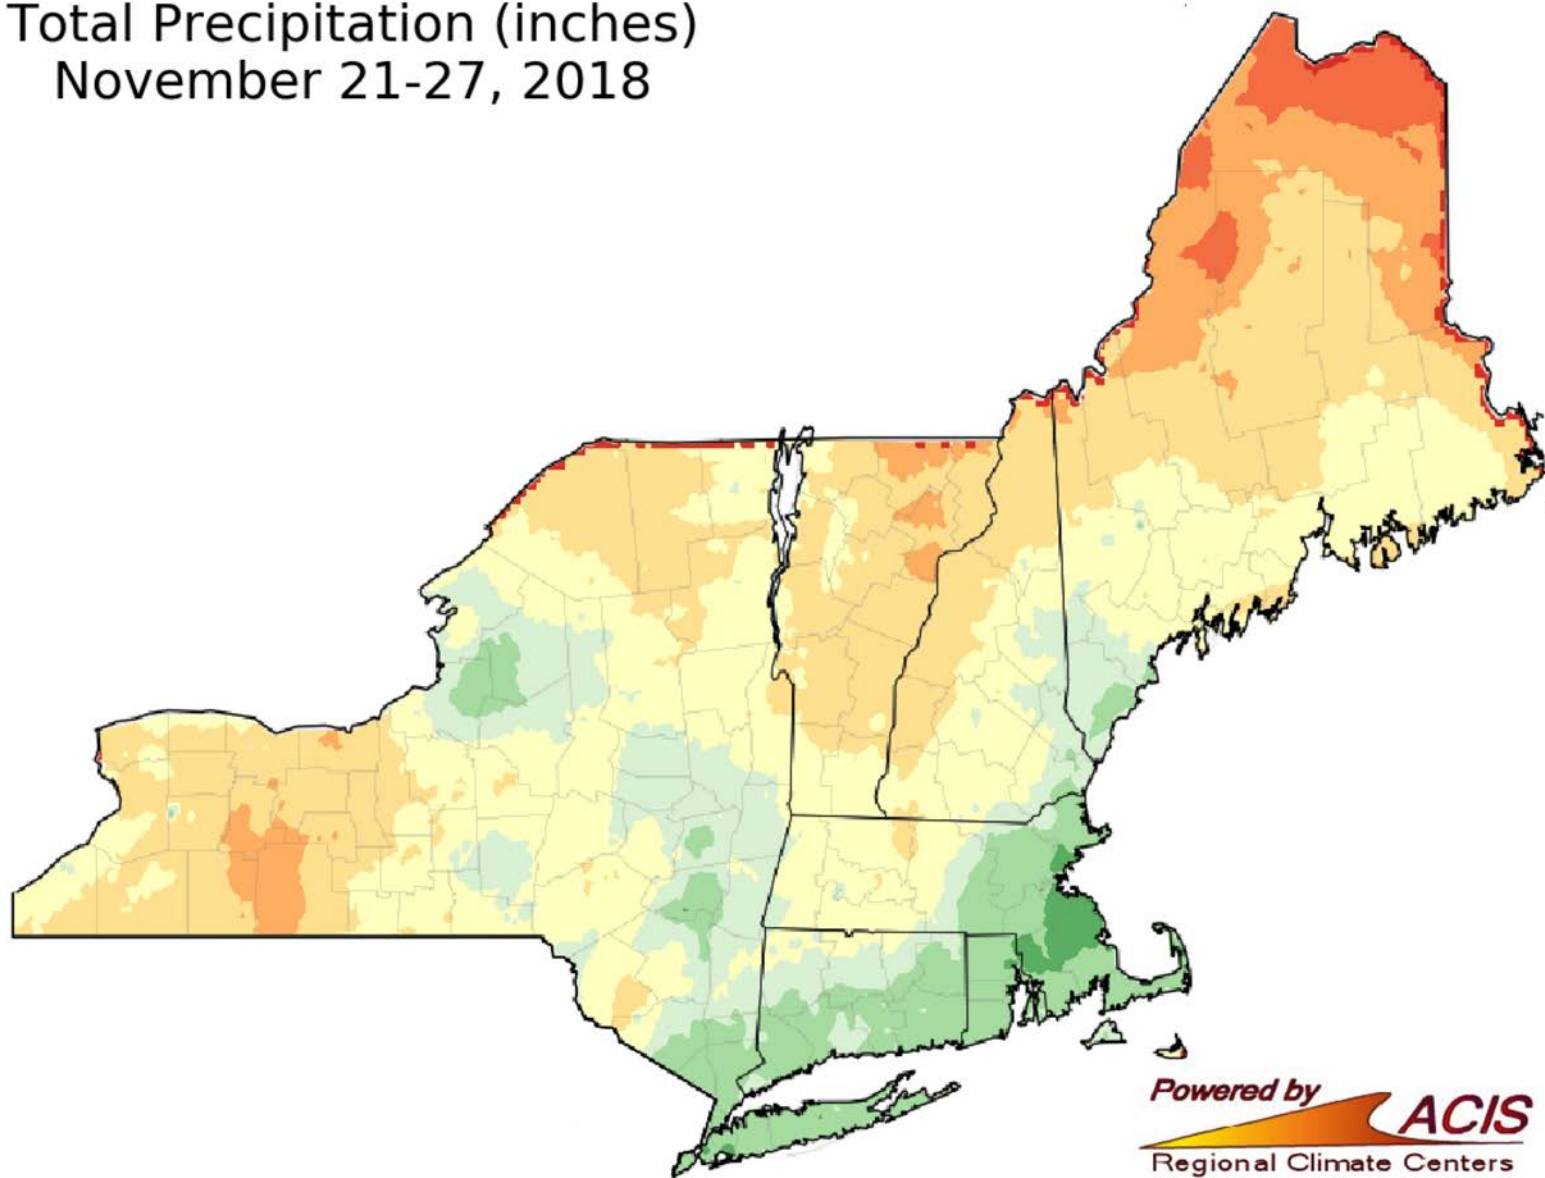 Total Precipitation (inches)
November 21-27, 2018
Powered by
ACIS
Regional Climate Centers